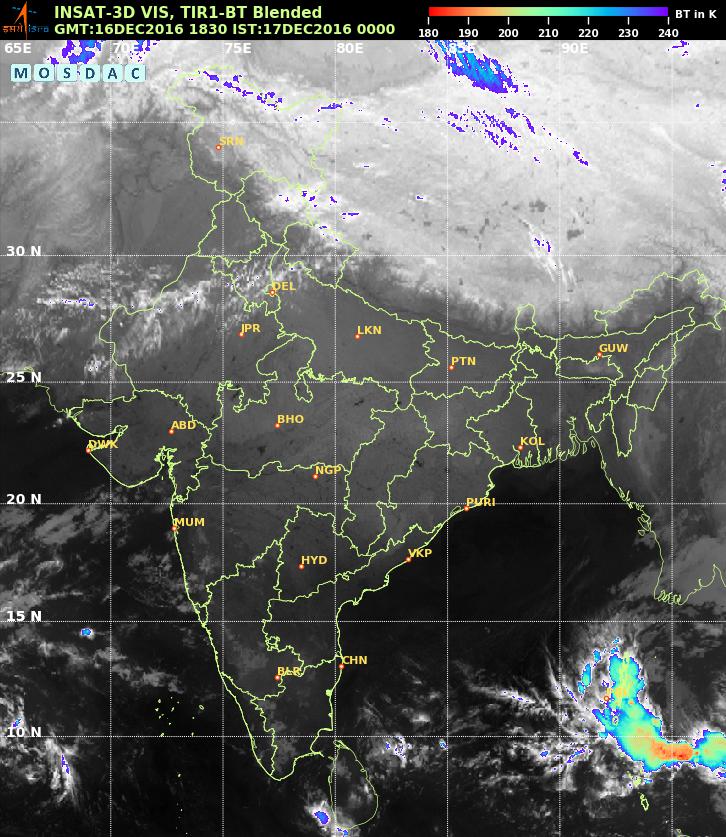 INSAT-3D VIS, TIR1-BT Blended
GMT:16DEC2016 1830 IST:17DEC2016 0000
BT in K
180 190 200 210 220 230 240
65E 70E 75E 80E 85E 90E
M O S D A C
SRN
30 N
DEL
JPR
LKN
GUW
PTN
25 N
ABD
BHO
DWK
KOL
NGP
20 N
PURI
MUM
HYD
VKP
15 N
CHN
BLR
10 N